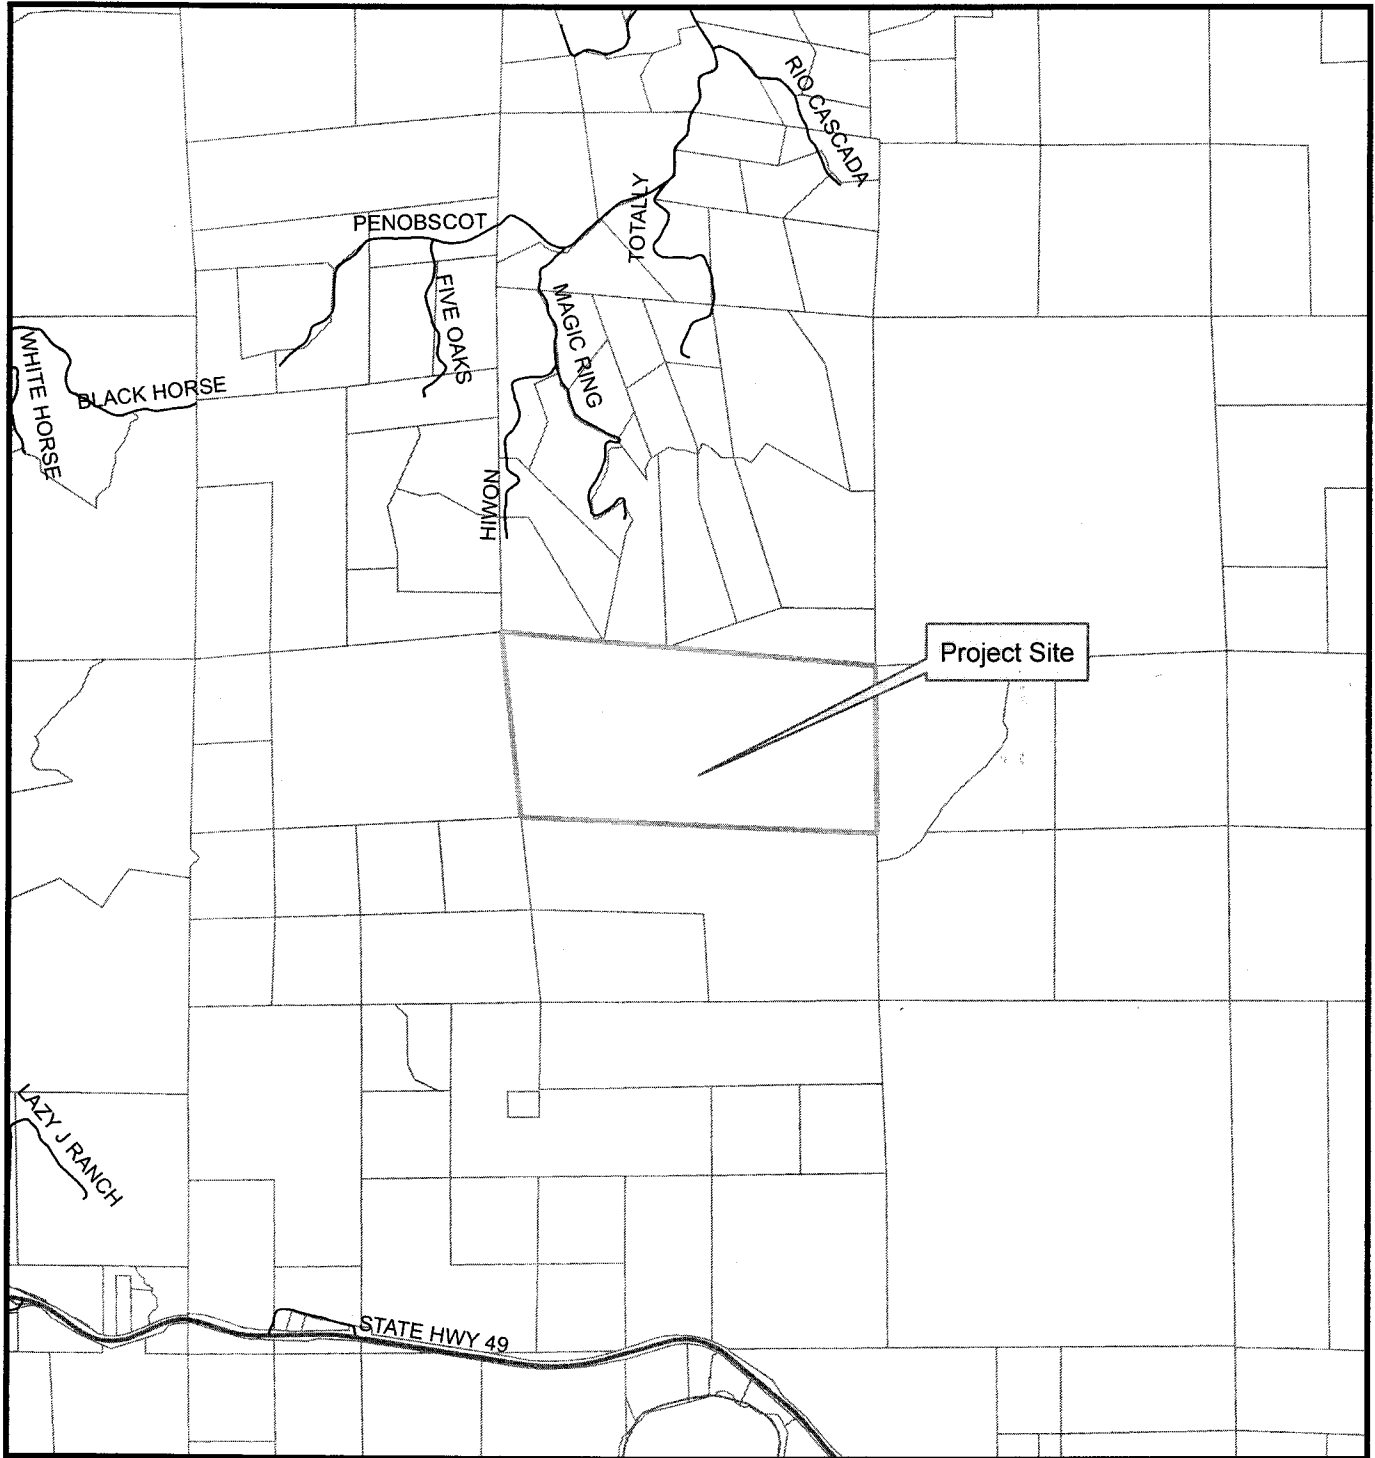 RIO CASCADA
TOTALLY
PENOBSCOT
FIVE OAKS
MAGIC RING
WHITE HORSE
BLACK HORSE
HIMON
Project Site
LAZY J RANCH
STATE HWY 49